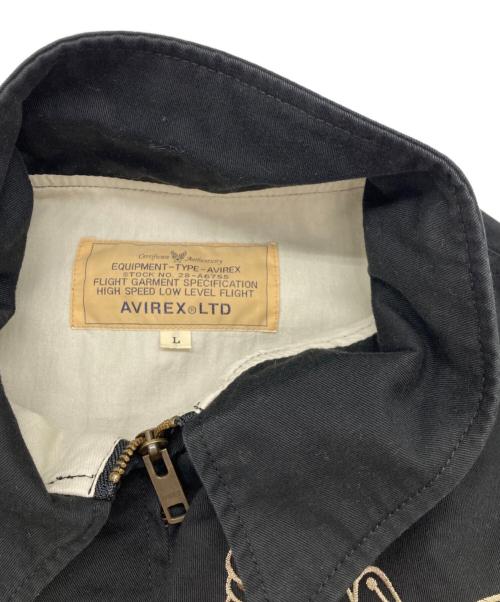 Certificate Authenticity
EQUIPMENT-TYPE-AVIREX
STOCK NO. 28-A6755
FLIGHT GARMENT SPECIFICATION
HIGH SPEED LOW LEVEL FLIGHT
AVIREX®LTD
L